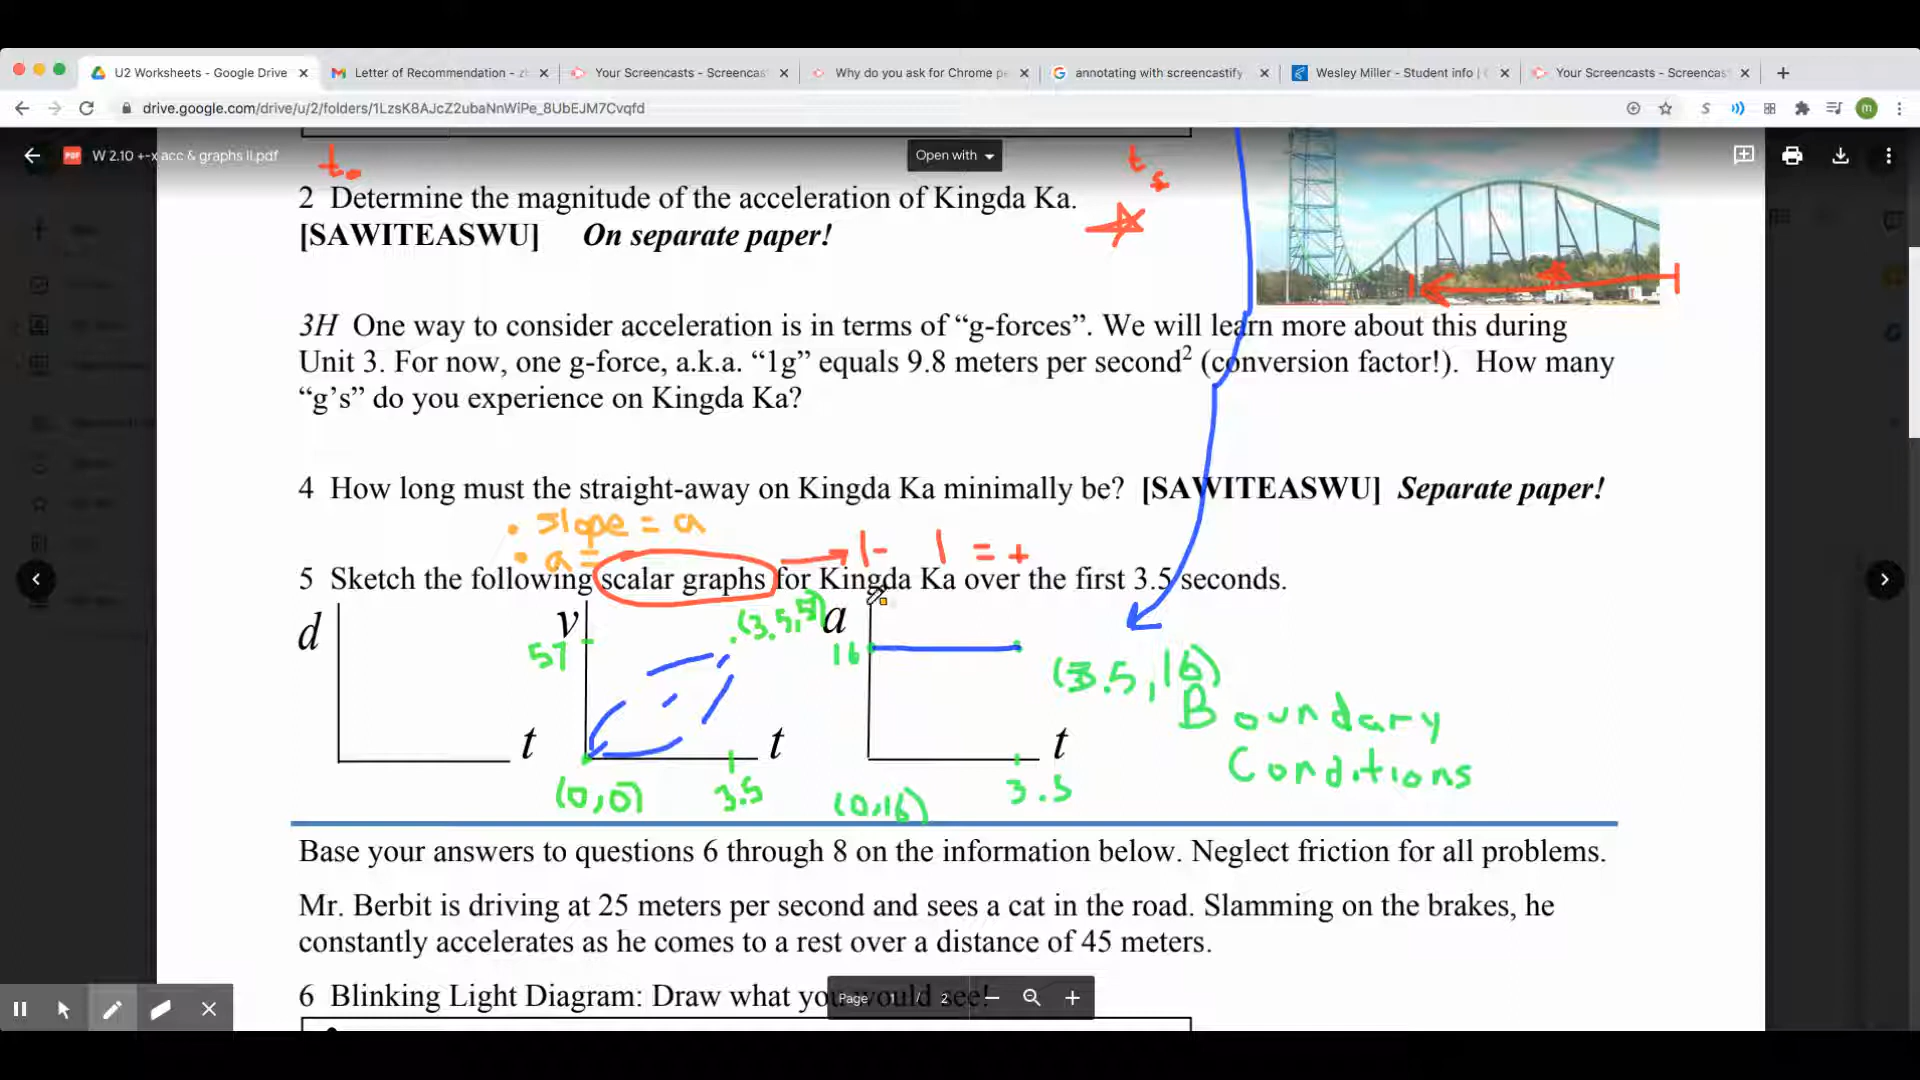 U2 Worksheets - Google Drive
Letter of Recommendation - z
Your Screencasts - Screencas
Why do you ask for Chrome pe
annotating with screencastify
Wesley Miller - Student info |
Your Screencasts - Screencas
drive.google.com/drive/u/2/folders/1LzsK8AJcZ2ubaNnWiPe_8UbEJM7Cvqfd
W 2.10 +-x acc & graphs II.pdf
Open with
2 Determine the magnitude of the acceleration of Kingda Ka.
[SAWITEASWU] On separate paper!
3H One way to consider acceleration is in terms of “g-forces”. We will learn more about this during
Unit 3. For now, one g-force, a.k.a. “1g” equals 9.8 meters per second² (conversion factor!). How many
“g’s” do you experience on Kingda Ka?
4 How long must the straight-away on Kingda Ka minimally be? [SAWITEASWU] Separate paper!
• slope = a
• a =
| - | = +
5 Sketch the following scalar graphs for Kingda Ka over the first 3.5 seconds.
d
t
v
57
(0,0)
3.5
t
a
16
(0,16)
3.5
t
(3.5,16)
Boundary
Conditions
Base your answers to questions 6 through 8 on the information below. Neglect friction for all problems.
Mr. Berbit is driving at 25 meters per second and sees a cat in the road. Slamming on the brakes, he
constantly accelerates as he comes to a rest over a distance of 45 meters.
6 Blinking Light Diagram: Draw what you would see!
Page 1 / 2